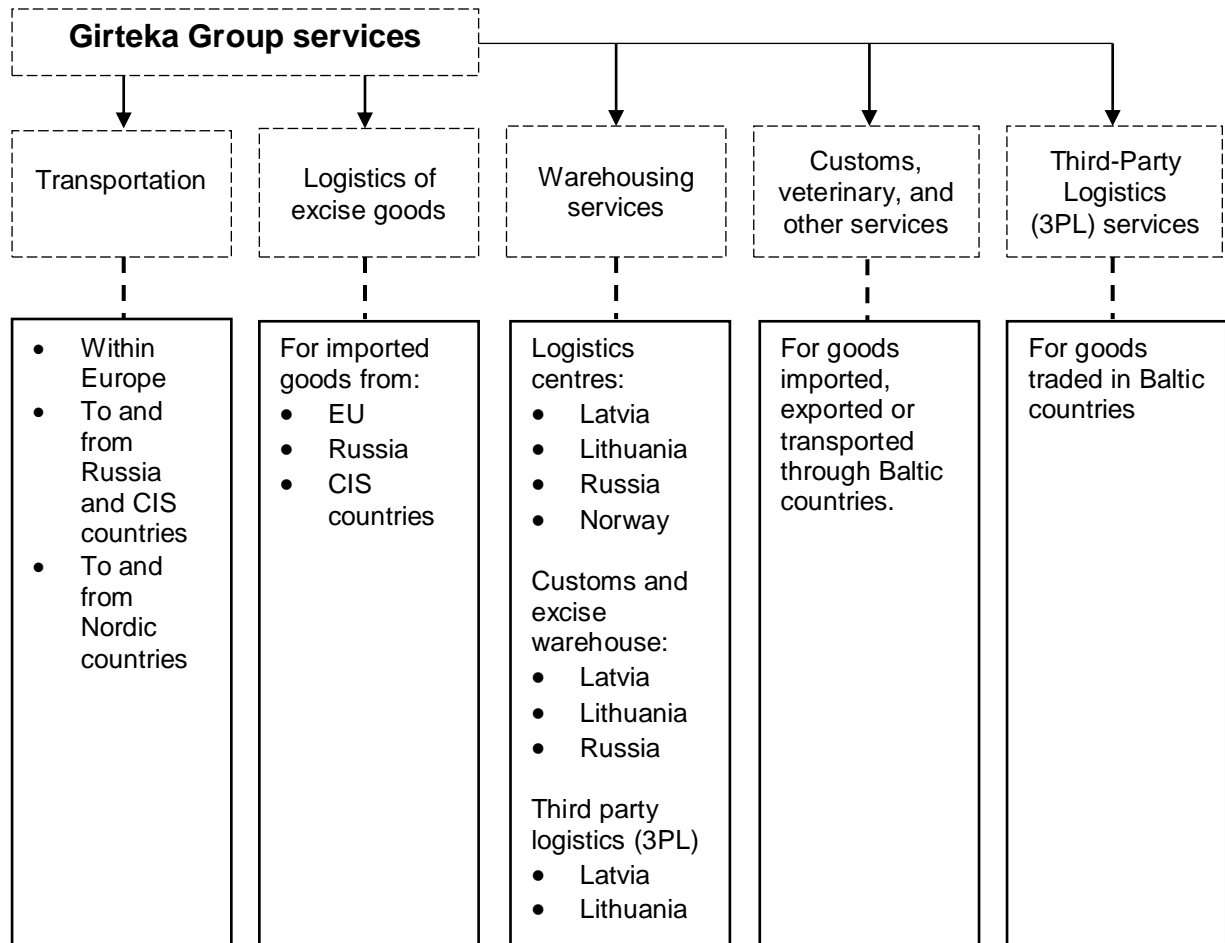 Girteka Group services
Transportation
Logistics of
excise goods
Warehousing
services
Customs,
veterinary, and
other services
Third-Party
Logistics
(3PL) services
• Within
Europe
• To and
from
Russia
and CIS
countries
• To and
from
Nordic
countries
For imported
goods from:
• EU
• Russia
• CIS
countries
Logistics
centres:
• Latvia
• Lithuania
• Russia
• Norway
Customs and
excise
warehouse:
• Latvia
• Lithuania
• Russia
Third party
logistics (3PL)
• Latvia
• Lithuania
For goods
imported,
exported or
transported
through Baltic
countries.
For goods
traded in Baltic
countries